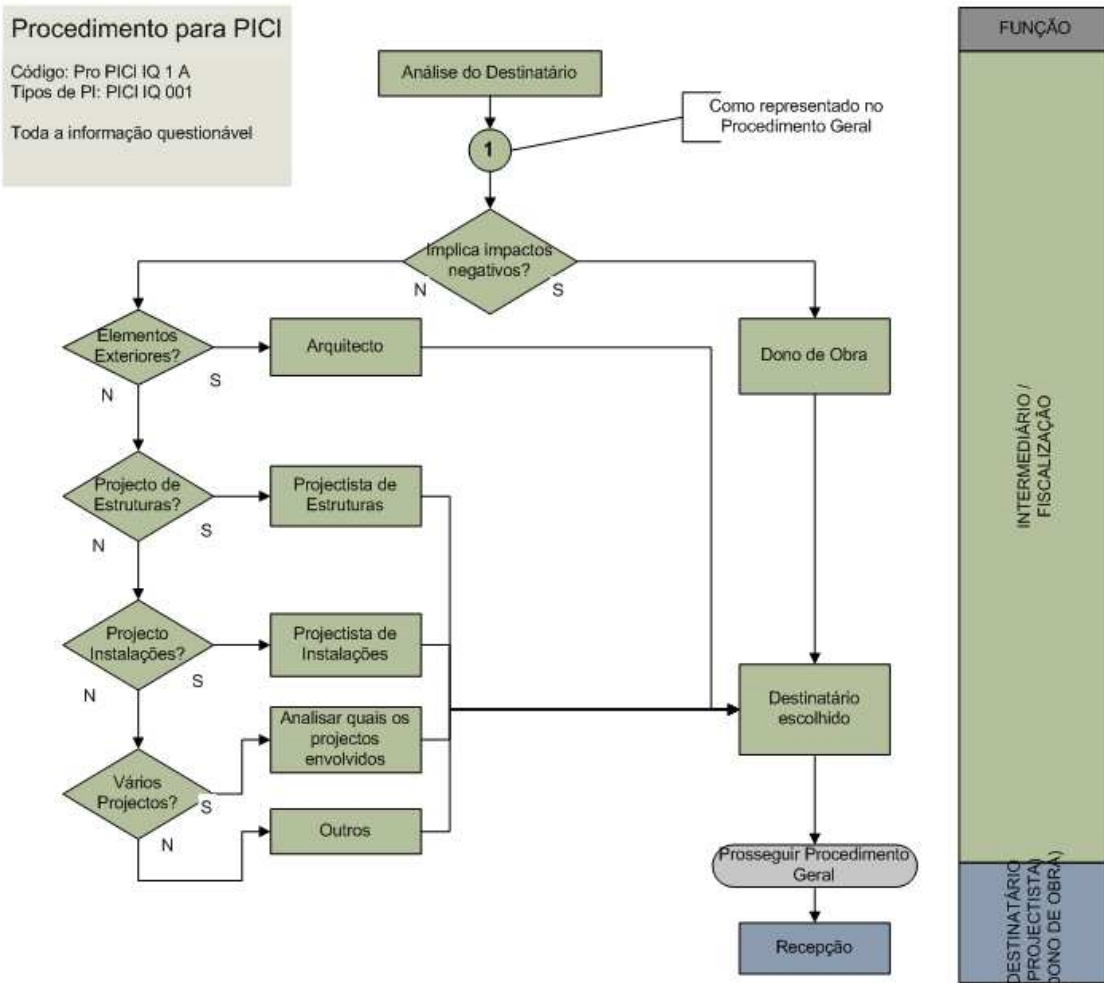 Procedimento para PICI
Código: Pro PICI IQ 1 A
Tipos de PI: PICI IQ 001
Toda a informação questionável
Análise do Destinatário
1
Como representado no
Procedimento Geral
Implica impactos
negativos?
N
S
Elementos
Exteriores?
S
N
Arquitecto
Dono de Obra
Projecto de
Estruturas?
S
N
Projectista de
Estruturas
Projecto
Instalações?
S
N
Projectista de
Instalações
Destinatário
escolhido
Analisar quais os
projectos
envolvidos
Vários
Projectos?
S
N
Outros
Prosseguir Procedimento
Geral
Recepção
FUNÇÃO
INTERMEDIÁRIO /
FISCALIZAÇÃO
DESTINATÁRIO
(PROJECTISTA/
DONO DE OBRA)